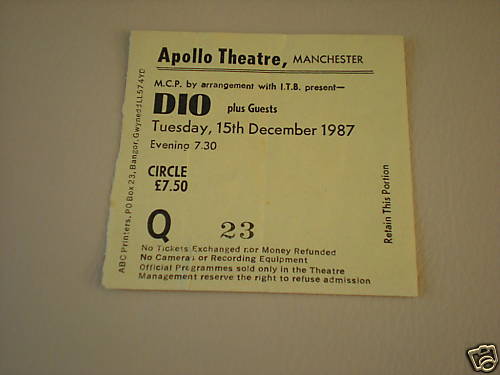 Apollo Theatre, MANCHESTER
M.C.P. by arrangement with I.T.B. present—
DIO plus Guests
Tuesday, 15th December 1987
Evening 7.30
CIRCLE
£7.50
Q 23
No Tickets Exchanged nor Money Refunded
No Cameras or Recording Equipment
Official Programmes sold only in the Theatre
Management reserve the right to refuse admission
ABC Printers, PO Box 23, Bangor, Gwynedd LL57 4YD
Retain This Portion
eBY